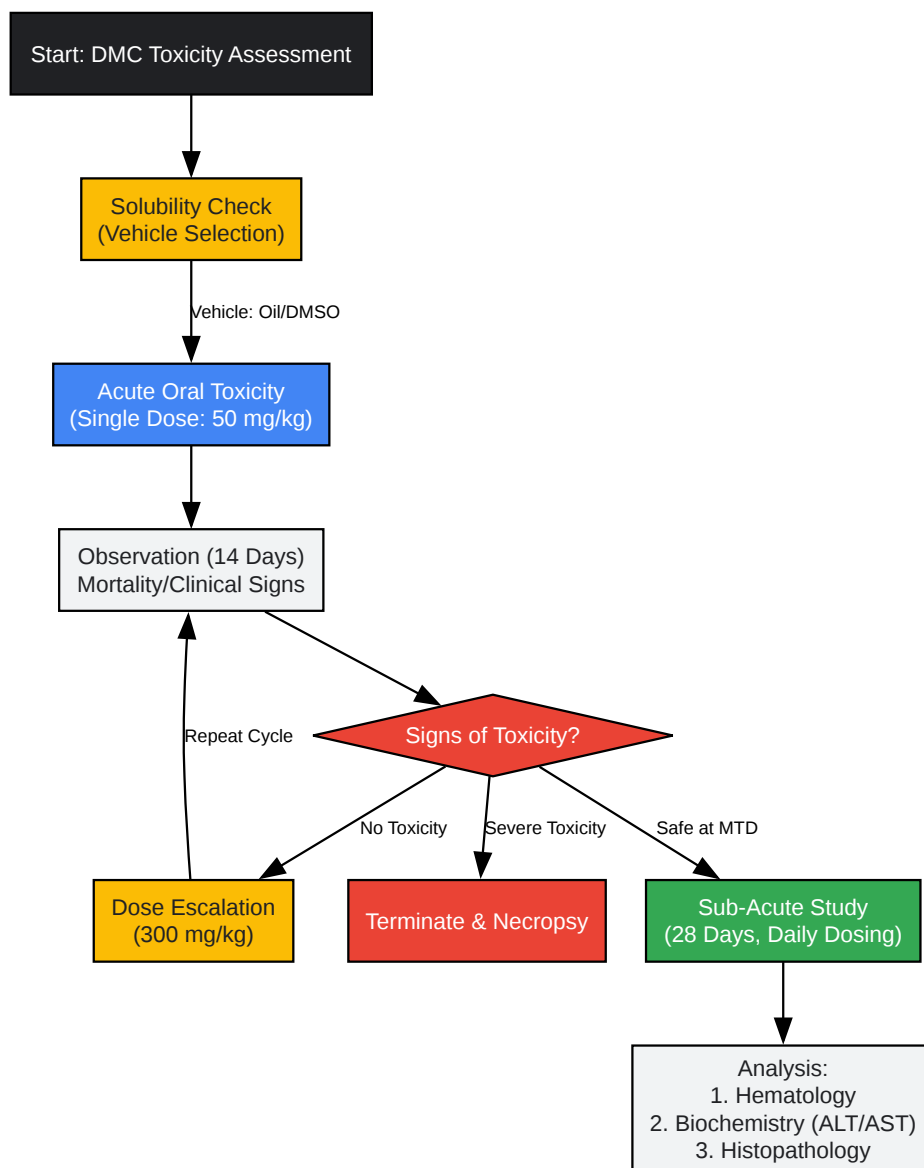 Start: DMC Toxicity Assessment
Solubility Check
(Vehicle Selection)
Vehicle: Oil/DMSO
Acute Oral Toxicity
(Single Dose: 50 mg/kg)
Observation (14 Days)
Mortality/Clinical Signs
Repeat Cycle
Signs of Toxicity?
No Toxicity
Severe Toxicity
Safe at MTD
Dose Escalation
(300 mg/kg)
Terminate & Necropsy
Sub-Acute Study
(28 Days, Daily Dosing)
Analysis:
1. Hematology
2. Biochemistry (ALT/AST)
3. Histopathology